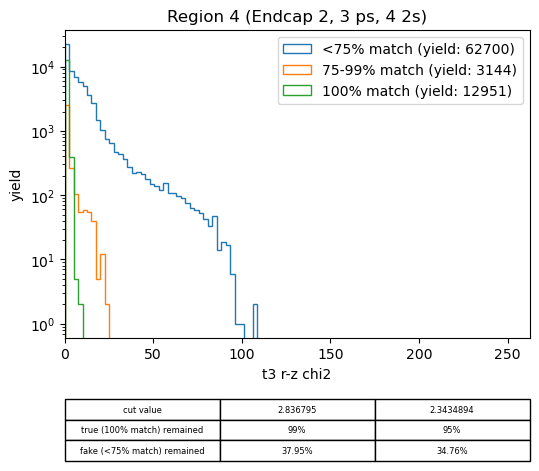 Region 4 (Endcap 2, 3 ps, 4 2s)
<75% match (yield: 62700)
75-99% match (yield: 3144)
100% match (yield: 12951)
yield
10⁴
10³
10²
10¹
10⁰
0 50 100 150 200 250
t3 r-z chi2
cut value 2.836795 2.3434894
true (100% match) remained 99% 95%
fake (<75% match) remained 37.95% 34.76%